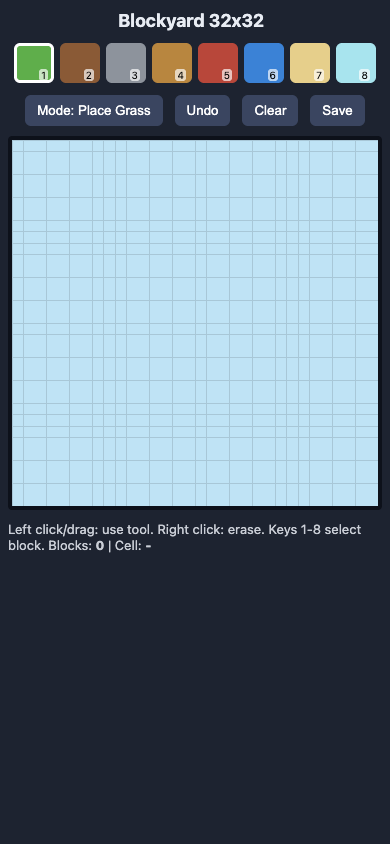 Blockyard 32x32
1 2 3 4 5 6 7 8
Mode: Place Grass Undo Clear Save
Left click/drag: use tool. Right click: erase. Keys 1-8 select
block. Blocks: 0 | Cell: -